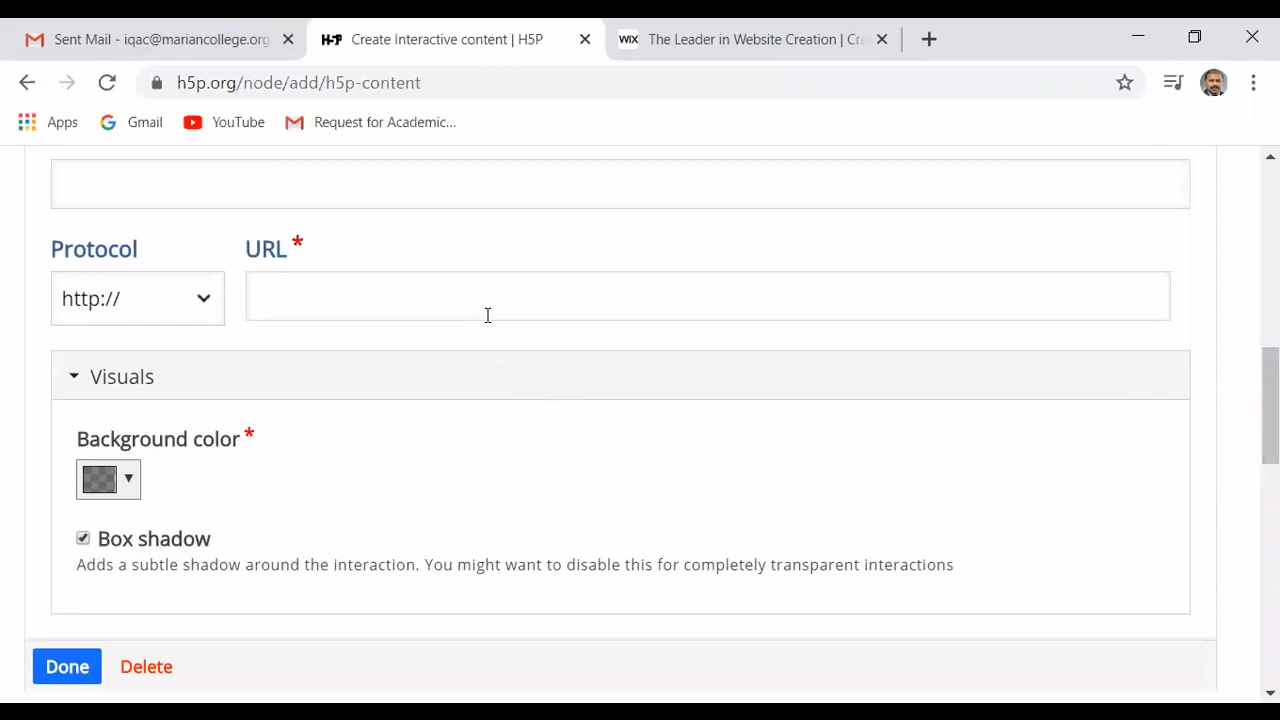 Sent Mail - iqac@mariancollege.org
H-P Create Interactive content | H5P
WIX The Leader in Website Creation | Cre
h5p.org/node/add/h5p-content
Apps
Gmail
YouTube
Request for Academic...
Protocol
URL *
http://
Visuals
Background color *
Box shadow
Adds a subtle shadow around the interaction. You might want to disable this for completely transparent interactions
Done
Delete